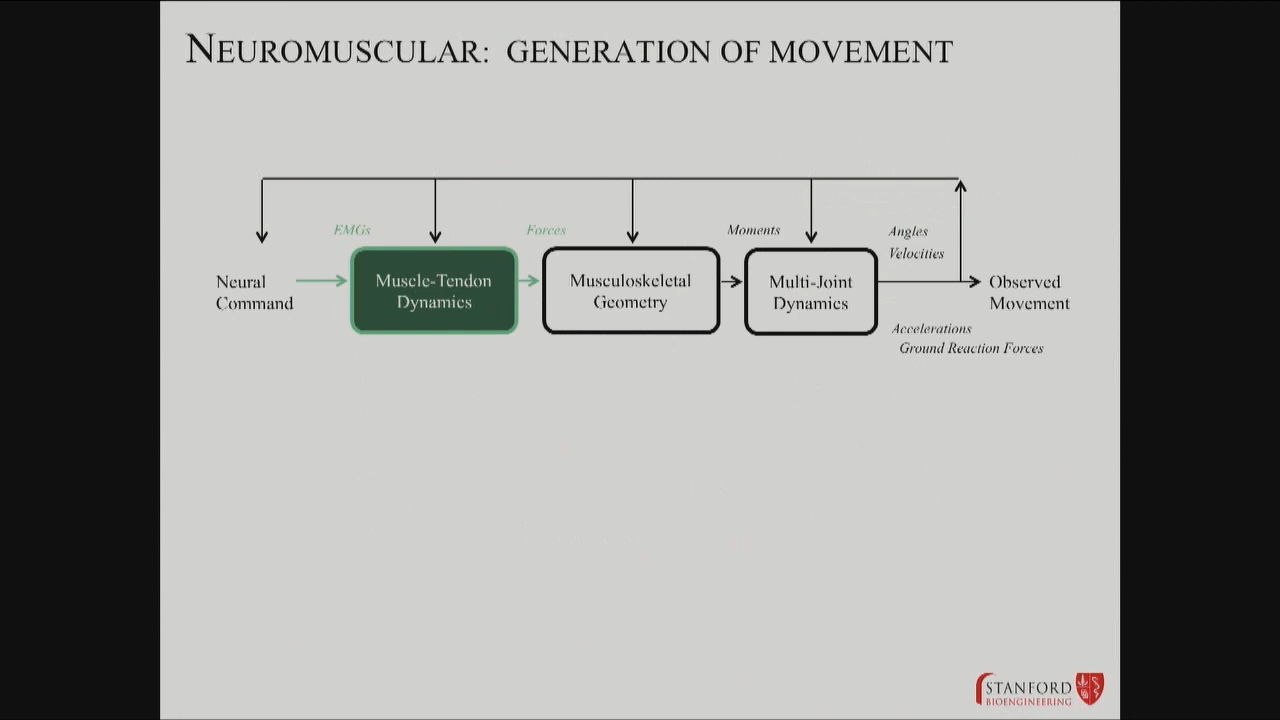 NEUROMUSCULAR: GENERATION OF MOVEMENT
EMGs
Forces
Moments
Angles
Velocities
Neural
Command
Muscle-Tendon
Dynamics
Musculoskeletal
Geometry
Multi-Joint
Dynamics
Observed
Movement
Accelerations
Ground Reaction Forces
STANFORD
BIOENGINEERING